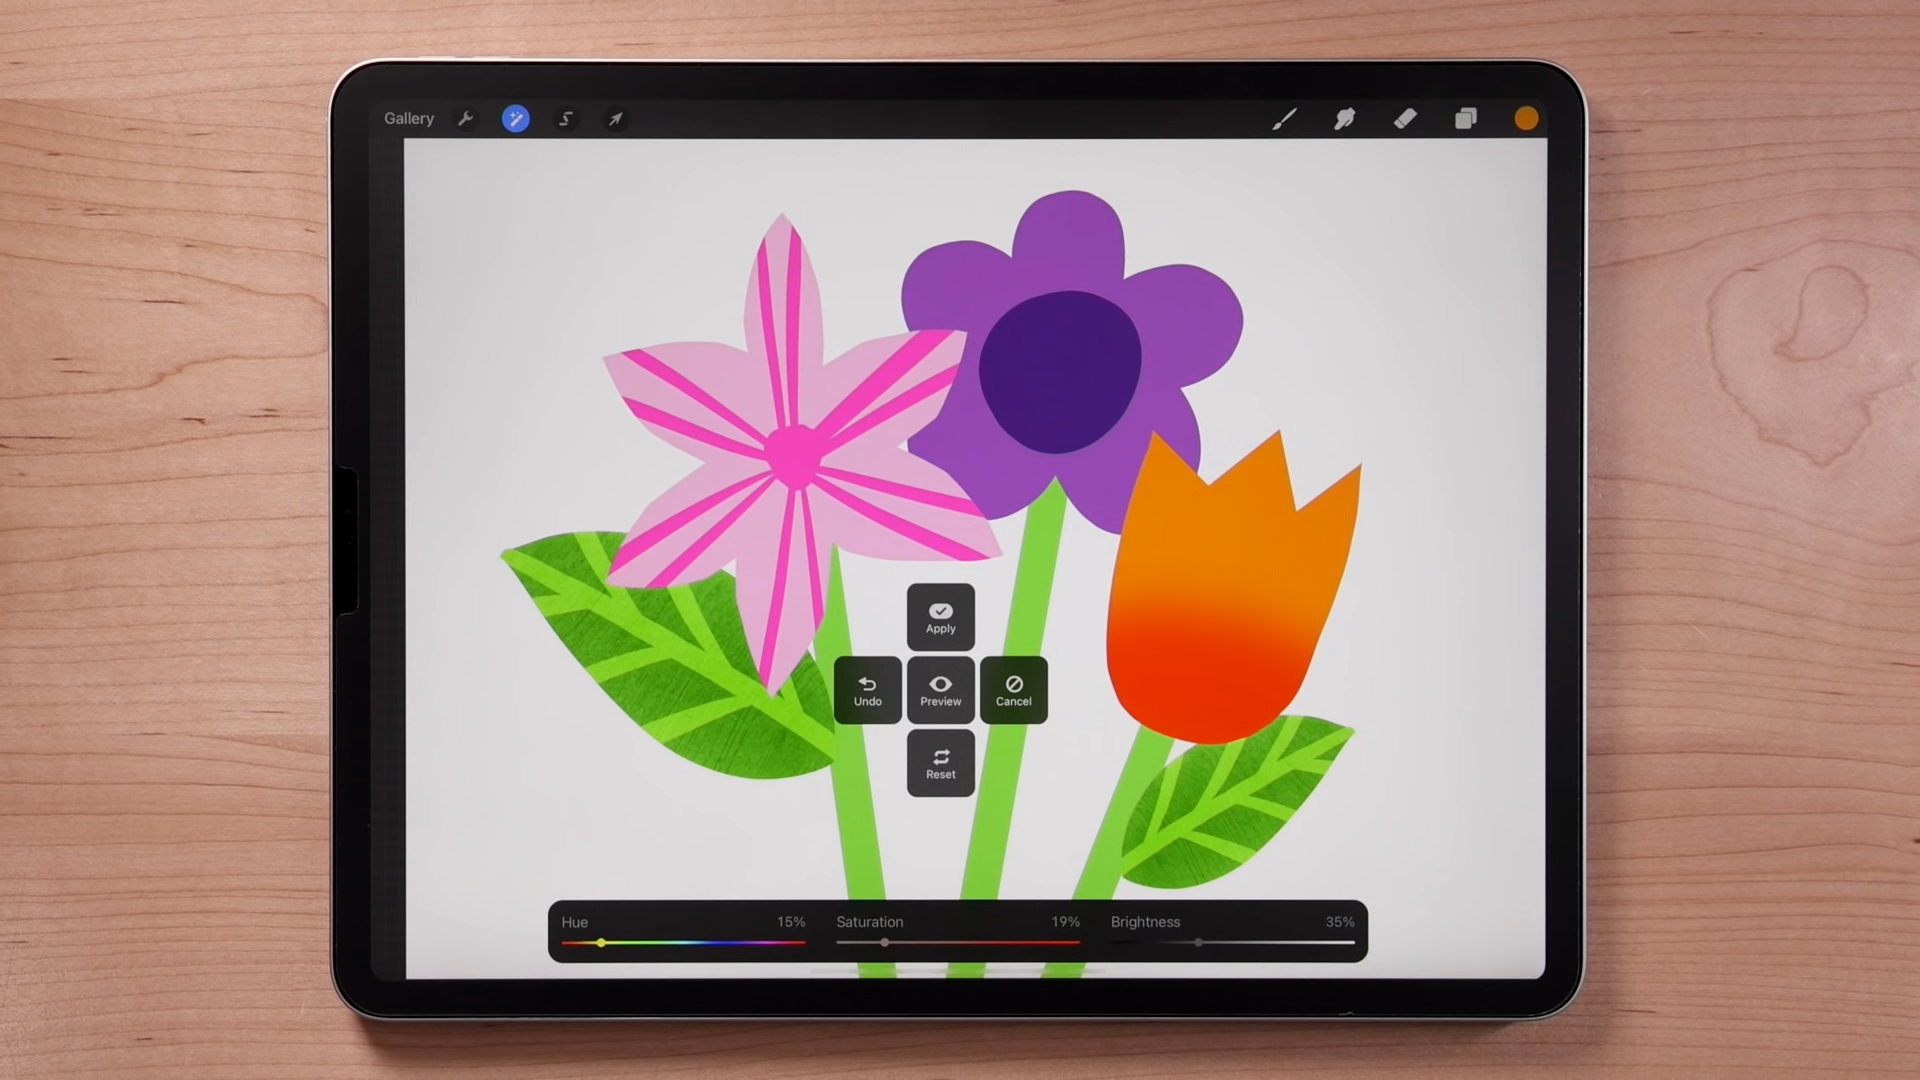 Gallery
Apply
Undo
Preview
Cancel
Reset
Hue 15% Saturation 19% Brightness 35%